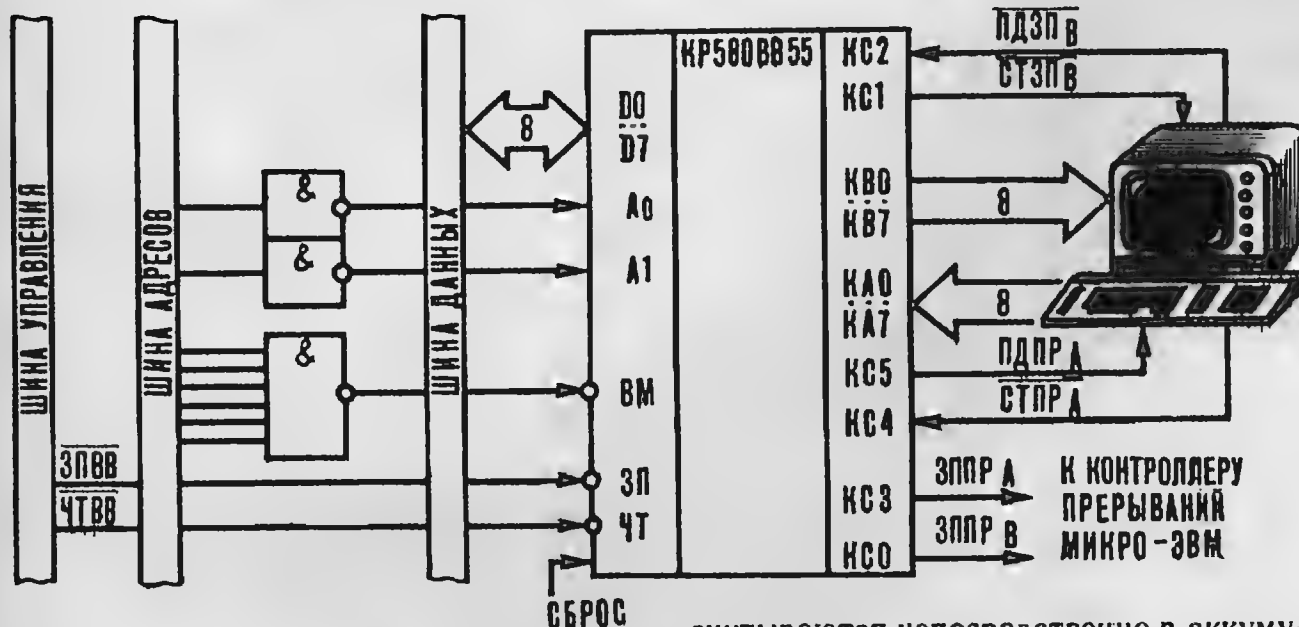 ШИНА УПРАВЛЕНИЯ
ШИНА АДРЕСОВ
ШИНА ДАННЫХ
ЗПВВ
ЧТВВ
&
&
&
8
D0
D7
A0
A1
ВМ
ЗП
ЧТ
СБРОС
КР580ВВ55
КС2
КС1
КВ0
КВ7
КА0
КА7
КС5
КС4
КС3
КС0
ПДЗП В
СТЗП В
8
8
ПДПР А
СТПР А
ЗППР А
ЗППР В
К КОНТРОЛЛЕРУ
ПРЕРЫВАНИЙ
МИКРО-ЭВМ